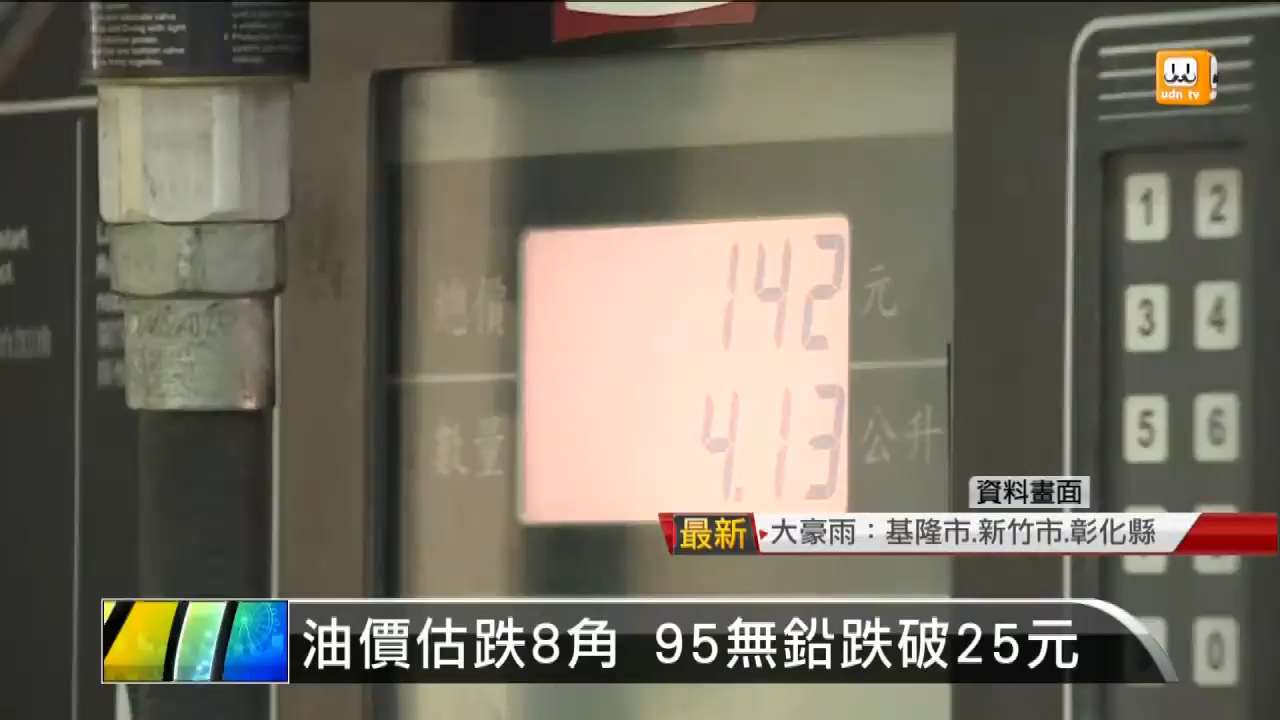 udn tv
1 2
總價 142 元
3 4
數量 4.13 公升
5 6
資料畫面
最新 大豪雨：基隆市.新竹市.彰化縣
油價估跌8角 95無鉛跌破25元
0